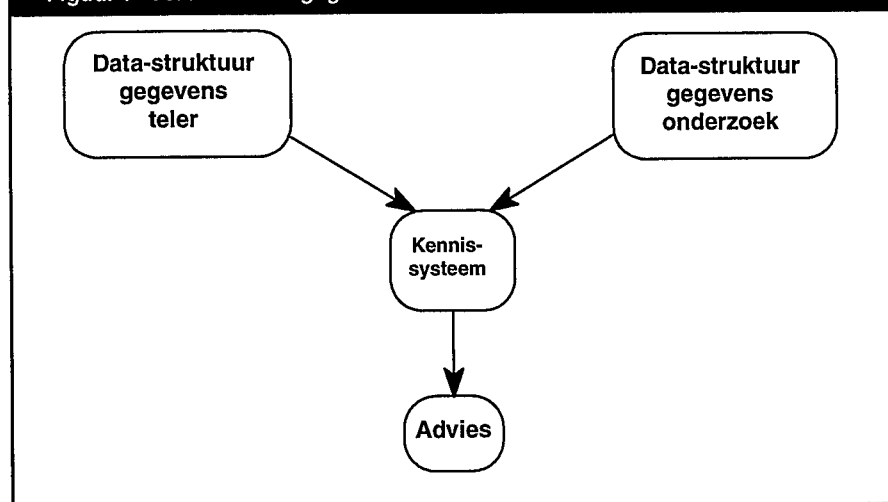 Data-struktuur
gegevens
teler
Data-struktuur
gegevens
onderzoek
Kennis-
systeem
Advies